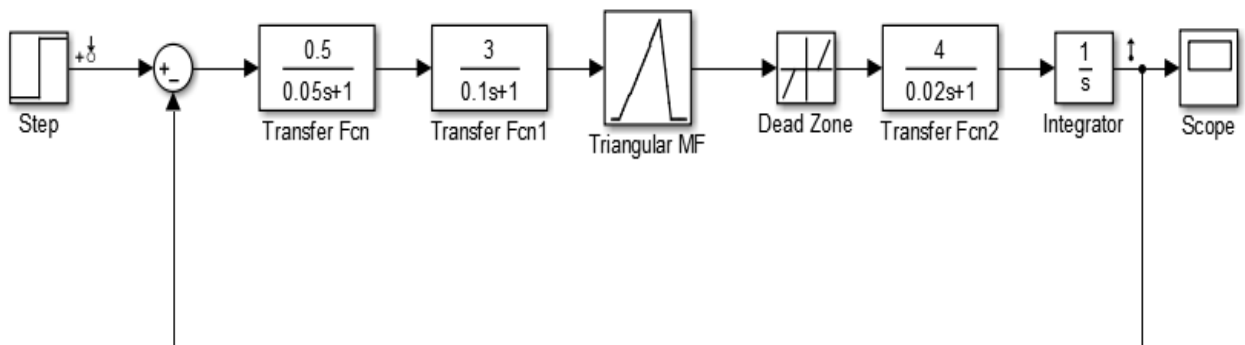 Step
+
−
0.5
0.05s+1
Transfer Fcn
3
0.1s+1
Transfer Fcn1
Triangular MF
Dead Zone
4
0.02s+1
Transfer Fcn2
1
s
Integrator
Scope